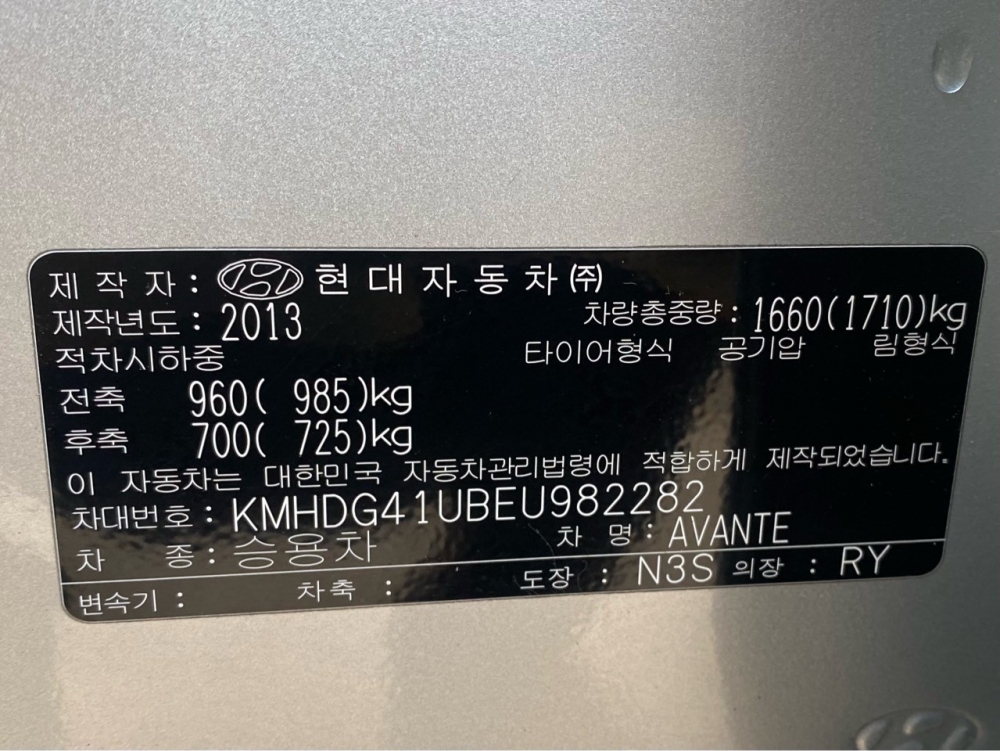 제 작 자 : 현 대 자 동 차 ㈜
제작년도 : 2013 차량총중량 : 1660(1710)kg
적차시하중 타이어형식 공기압 림형식
전축 960( 985)kg
후축 700( 725)kg
이 자동차는 대한민국 자동차관리법령에 적합하게 제작되었습니다.
차대번호 : KMHDG41UBEU982282
차 종 : 승용차 차 명 : AVANTE
변속기 : 차축 : 도장 : N3S 의장 : RY